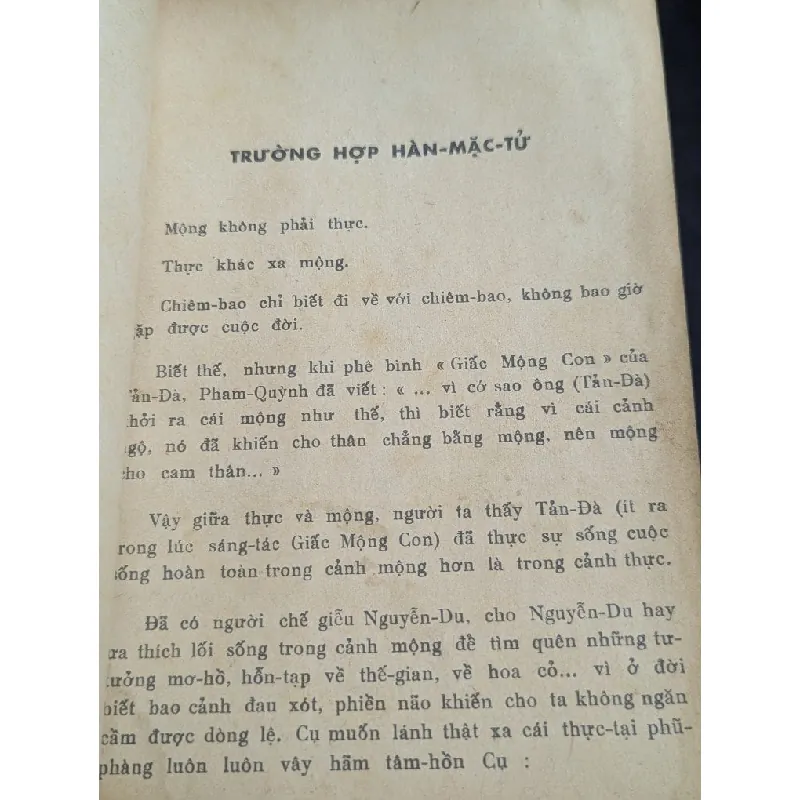 TRƯỜNG HỢP HÀN-MẶC-TỬ
Mộng không phải thực.
Thực khác xa mộng.
Chiêm-bao chỉ biết đi về với chiêm-bao, không bao giờ
gặp được cuộc đời.
Biết thế, nhưng khi phê bình « Giấc Mộng Con » của
Tản-Đà, Phạm-Quỳnh đã viết : « ... vì cớ sao ông (Tản-Đà)
khởi ra cái mộng như thế, thì biết rằng vì cái cảnh
ngộ, nó đã khiến cho thân chẳng bằng mộng, nên mộng
cho cam thân... »
Vậy giữa thực và mộng, người ta thấy Tản-Đà (ít ra
trong lúc sáng-tác Giấc Mộng Con) đã thực sự sống cuộc
sống hoàn toàn trong cảnh mộng hơn là trong cảnh thực.
Đã có người chế giễu Nguyễn-Du, cho Nguyễn-Du hay
ưa thích lối sống trong cảnh mộng để tìm quên những tư-
tưởng mơ-hồ, hỗn-tạp về thế-gian, về hoa cỏ... vì ở đời
biết bao cảnh đau xót, phiền não khiến cho ta không ngăn
cầm được dòng lệ. Cụ muốn lánh thật xa cái thực-tại phũ-
phàng luôn luôn vây hãm tâm-hồn Cụ :